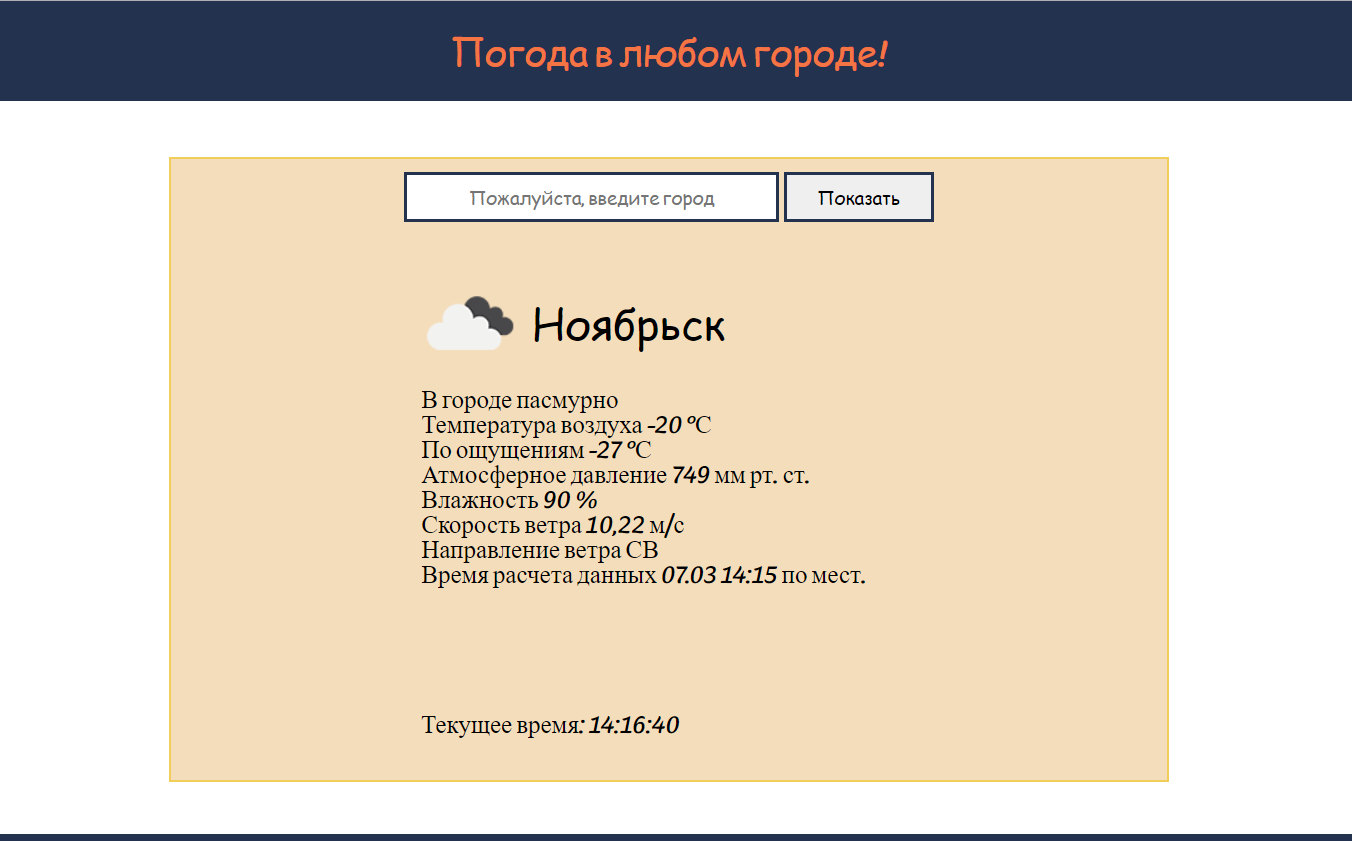 Погода в любом городе!
Пожалуйста, введите город
Показать
Ноябрьск
В городе пасмурно
Температура воздуха -20 °C
По ощущениям -27 °C
Атмосферное давление 749 мм рт. ст.
Влажность 90 %
Скорость ветра 10,22 м/с
Направление ветра СВ
Время расчета данных 07.03 14:15 по мест.
Текущее время: 14:16:40